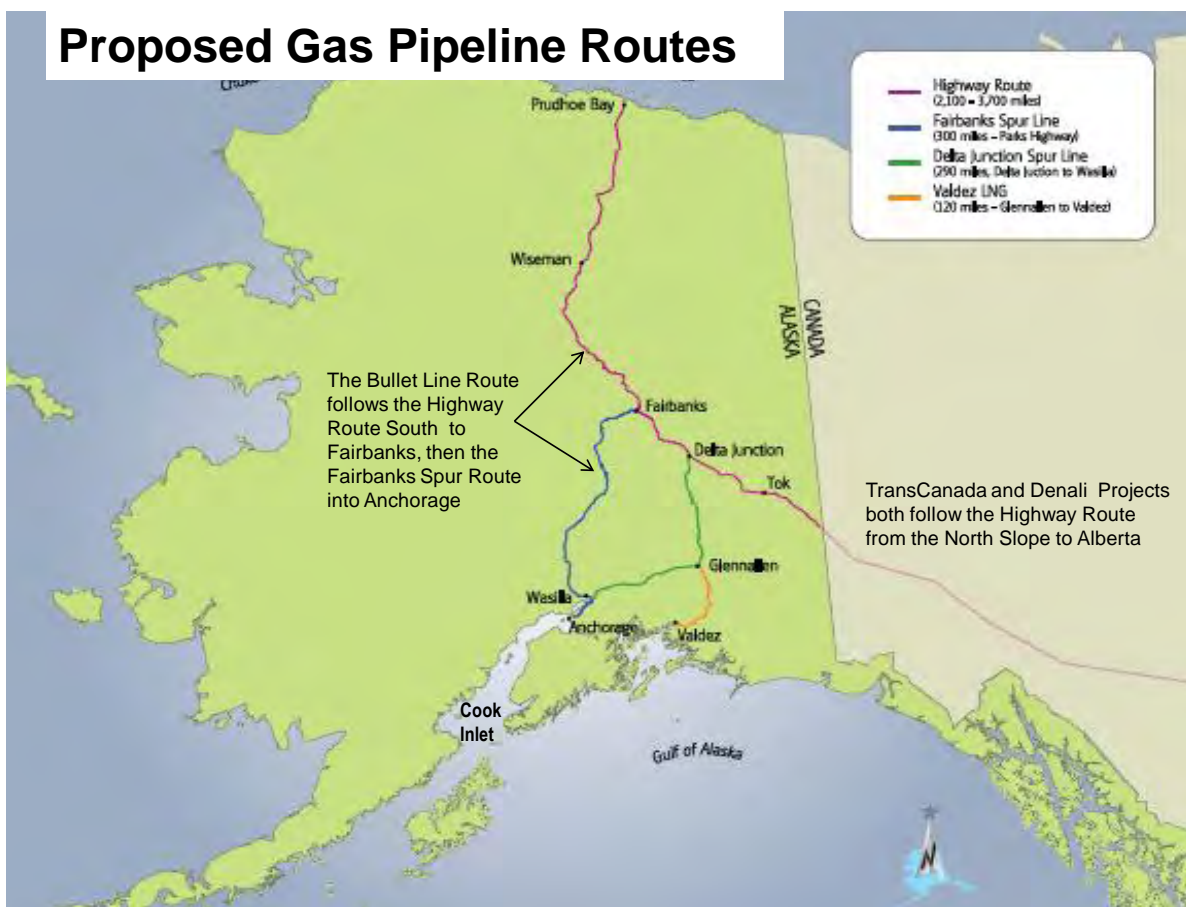 Proposed Gas Pipeline Routes
Prudhoe Bay
Highway Route
(2,100 – 3,700 miles)
Fairbanks Spur Line
(300 miles – Parks Highway)
Delta Junction Spur Line
(290 miles, Delta Juction to Wasilla)
Valdez LNG
(120 miles – Glennallen to Valdez)
Wiseman
CANADA
ALASKA
The Bullet Line Route
follows the Highway
Route South to
Fairbanks, then the
Fairbanks Spur Route
into Anchorage
Fairbanks
Delta Junction
Tok
TransCanada and Denali Projects
both follow the Highway Route
from the North Slope to Alberta
Glennallen
Wasilla
Anchorage
Valdez
Cook
Inlet
Gulf of Alaska
N